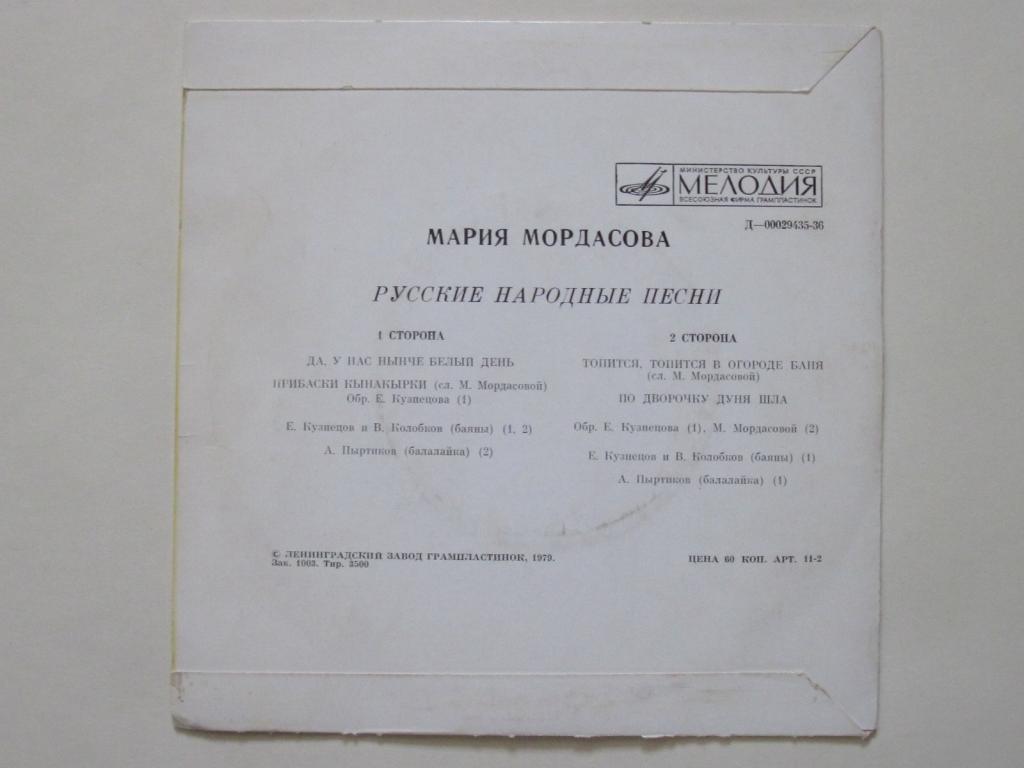 МИНИСТЕРСТВО КУЛЬТУРЫ СССР
МЕЛОДИЯ
ВСЕСОЮЗНАЯ ФИРМА ГРАМПЛАСТИНОК
Д—00029435-36
МАРИЯ МОРДАСОВА
РУССКИЕ НАРОДНЫЕ ПЕСНИ
1 СТОРОНА
ДА, У НАС НЫНЧЕ БЕЛЫЙ ДЕНЬ
ПРИБАСКИ КЫНАКЫРКИ (сл. М. Мордасовой)
Обр. Е. Кузнецова (1)
Е. Кузнецов и В. Колобков (баяны) (1, 2)
А. Пыртиков (балалайка) (2)
2 СТОРОНА
ТОПИТСЯ, ТОПИТСЯ В ОГОРОДЕ БАНЯ
(сл. М. Мордасовой)
ПО ДВОРОЧКУ ДУНЯ ШЛА
Обр. Е. Кузнецова (1), М. Мордасовой (2)
Е. Кузнецов и В. Колобков (баяны) (1)
А. Пыртиков (балалайка) (1)
© ЛЕНИНГРАДСКИЙ ЗАВОД ГРАМПЛАСТИНОК, 1979.
Зак. 1003. Тир. 3500
ЦЕНА 60 КОП. АРТ. 11-2